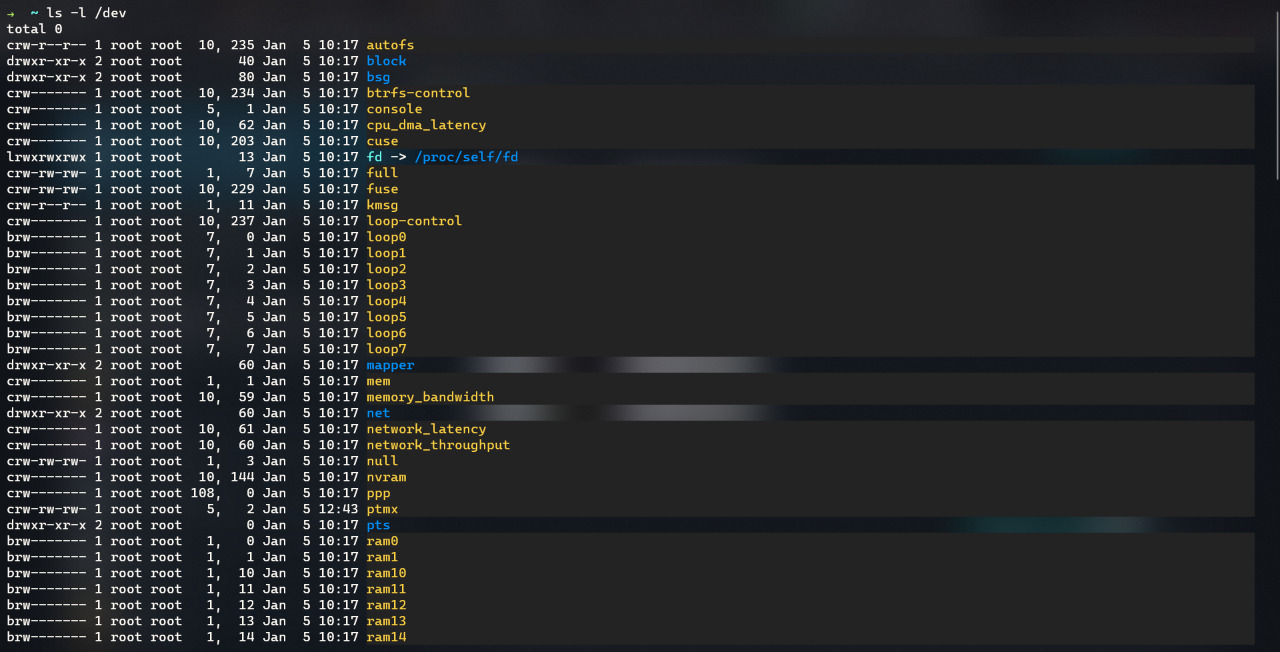 →  ~ ls -l /dev
total 0
crw-r--r-- 1 root root  10, 235 Jan  5 10:17 autofs
drwxr-xr-x 2 root root       40 Jan  5 10:17 block
drwxr-xr-x 2 root root       80 Jan  5 10:17 bsg
crw------- 1 root root  10, 234 Jan  5 10:17 btrfs-control
crw------- 1 root root   5,   1 Jan  5 10:17 console
crw------- 1 root root  10,  62 Jan  5 10:17 cpu_dma_latency
crw------- 1 root root  10, 203 Jan  5 10:17 cuse
lrwxrwxrwx 1 root root       13 Jan  5 10:17 fd -> /proc/self/fd
crw-rw-rw- 1 root root   1,   7 Jan  5 10:17 full
crw-rw-rw- 1 root root  10, 229 Jan  5 10:17 fuse
crw-r--r-- 1 root root   1,  11 Jan  5 10:17 kmsg
crw------- 1 root root  10, 237 Jan  5 10:17 loop-control
brw------- 1 root root   7,   0 Jan  5 10:17 loop0
brw------- 1 root root   7,   1 Jan  5 10:17 loop1
brw------- 1 root root   7,   2 Jan  5 10:17 loop2
brw------- 1 root root   7,   3 Jan  5 10:17 loop3
brw------- 1 root root   7,   4 Jan  5 10:17 loop4
brw------- 1 root root   7,   5 Jan  5 10:17 loop5
brw------- 1 root root   7,   6 Jan  5 10:17 loop6
brw------- 1 root root   7,   7 Jan  5 10:17 loop7
drwxr-xr-x 2 root root       60 Jan  5 10:17 mapper
crw------- 1 root root   1,   1 Jan  5 10:17 mem
crw------- 1 root root  10,  59 Jan  5 10:17 memory_bandwidth
drwxr-xr-x 2 root root       60 Jan  5 10:17 net
crw------- 1 root root  10,  61 Jan  5 10:17 network_latency
crw------- 1 root root  10,  60 Jan  5 10:17 network_throughput
crw-rw-rw- 1 root root   1,   3 Jan  5 10:17 null
crw------- 1 root root  10, 144 Jan  5 10:17 nvram
crw------- 1 root root 108,   0 Jan  5 10:17 ppp
crw-rw-rw- 1 root root   5,   2 Jan  5 12:43 ptmx
drwxr-xr-x 2 root root        0 Jan  5 10:17 pts
brw------- 1 root root   1,   0 Jan  5 10:17 ram0
brw------- 1 root root   1,   1 Jan  5 10:17 ram1
brw------- 1 root root   1,  10 Jan  5 10:17 ram10
brw------- 1 root root   1,  11 Jan  5 10:17 ram11
brw------- 1 root root   1,  12 Jan  5 10:17 ram12
brw------- 1 root root   1,  13 Jan  5 10:17 ram13
brw------- 1 root root   1,  14 Jan  5 10:17 ram14